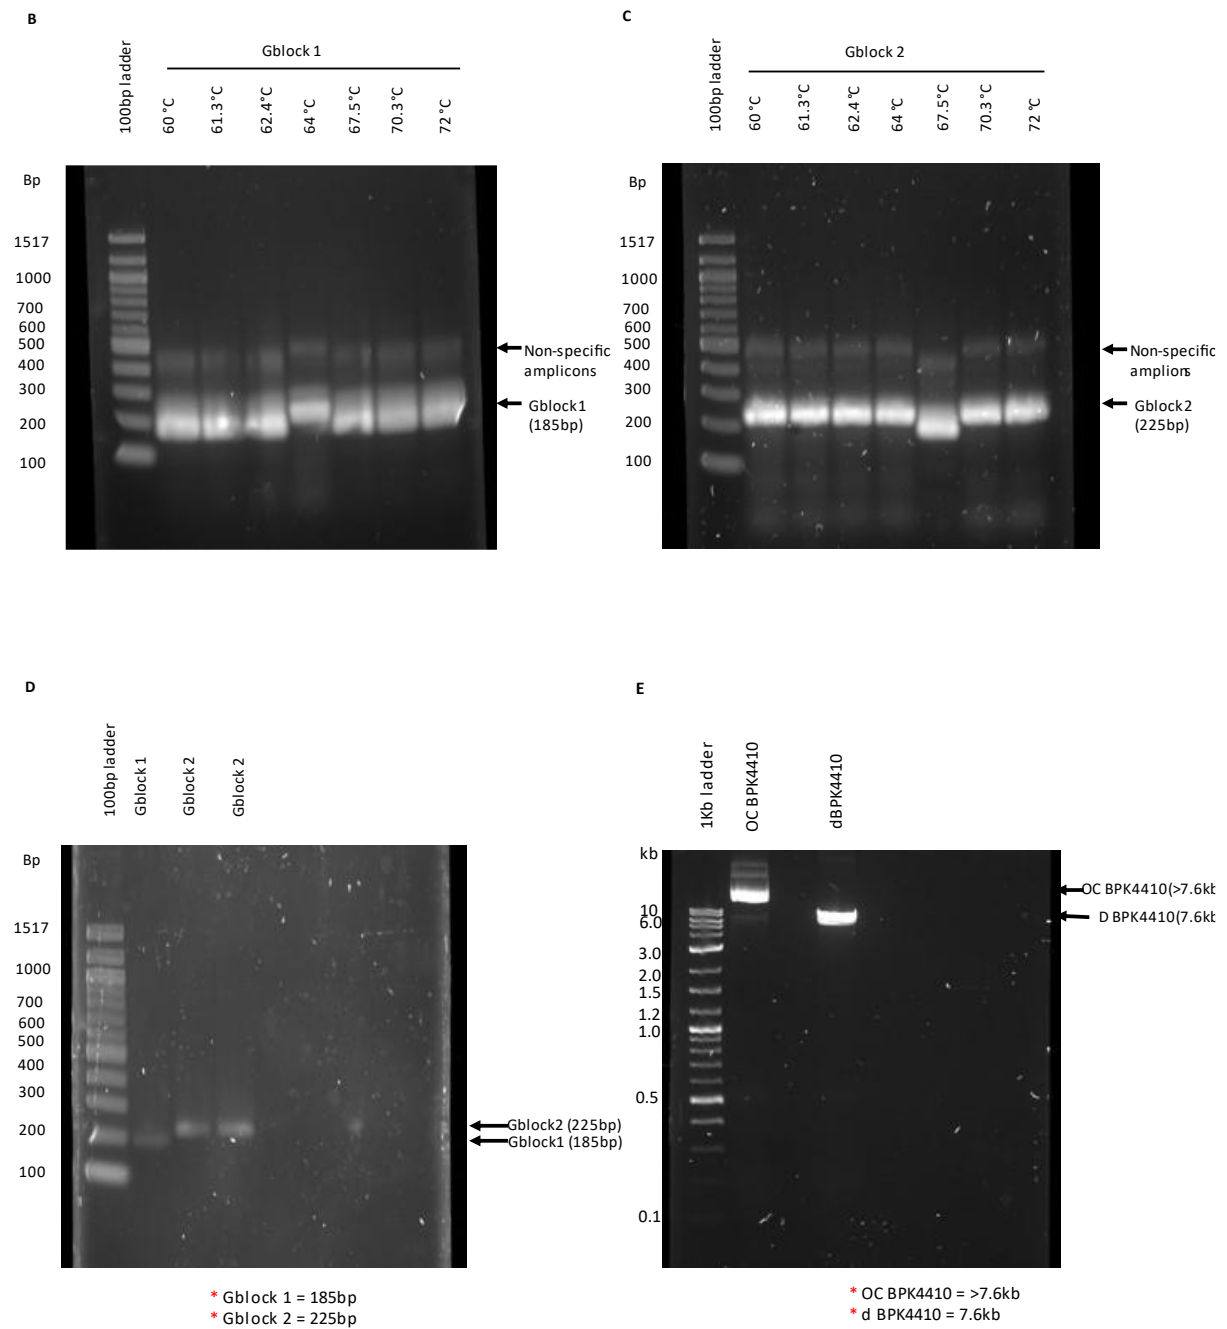 B
Gblock 1
100bp ladder
60 °C
61.3 °C
62.4 °C
64 °C
67.5 °C
70.3 °C
72 °C
Bp
1517
1000
700
600
500
400
300
200
100
Non-specific
amplicons
Gblock 1
(185bp)
C
Gblock 2
100bp ladder
60 °C
61.3 °C
62.4 °C
64 °C
67.5 °C
70.3 °C
72 °C
Bp
1517
1000
700
600
500
400
300
200
100
Non-specific
amplions
Gblock 2
(225bp)
D
100bp ladder
Gblock 1
Gblock 2
Gblock 2
Bp
1517
1000
700
600
500
400
300
200
100
Gblock2 (225bp)
Gblock1 (185bp)
* Gblock 1 = 185bp
* Gblock 2 = 225bp
E
1Kb ladder
OC BPK4410
dBPK4410
kb
10
6.0
3.0
2.0
1.5
1.2
1.0
0.5
0.1
OC BPK4410(>7.6kb
D BPK4410(7.6kb
* OC BPK4410 = >7.6kb
* d BPK4410 = 7.6kb